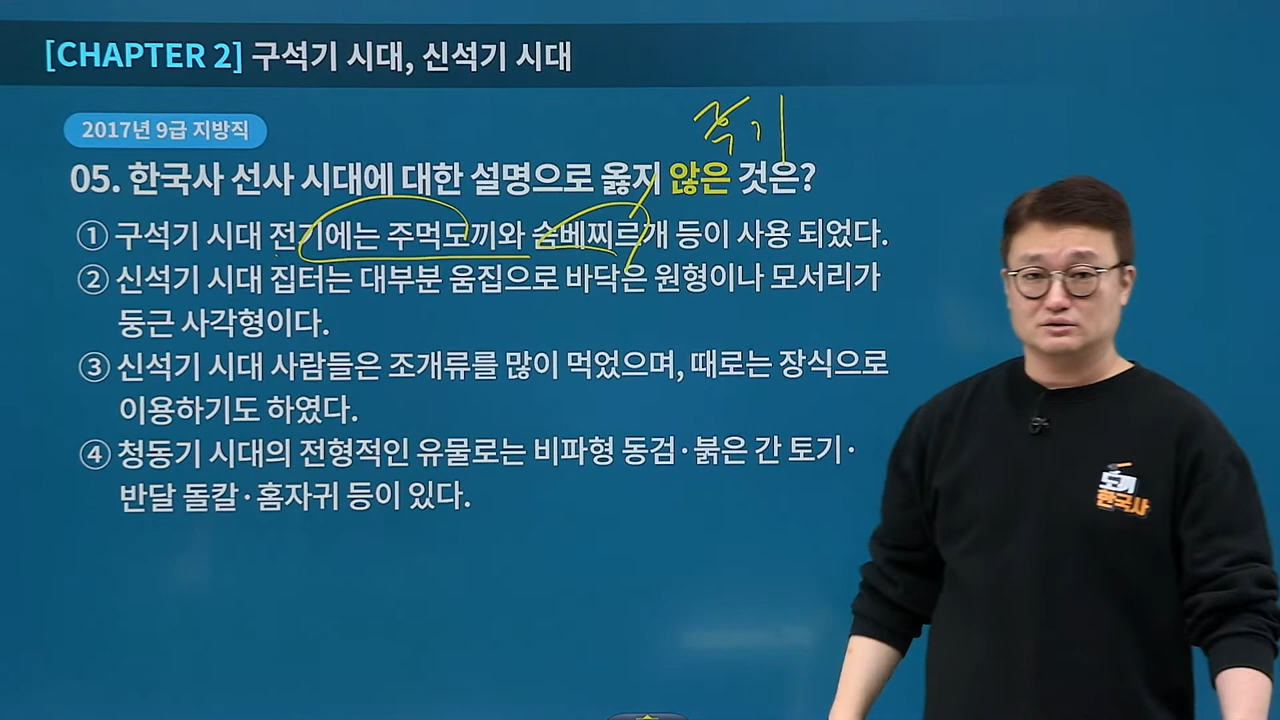 [CHAPTER 2] 구석기 시대, 신석기 시대
2017년 9급 지방직
05. 한국사 선사 시대에 대한 설명으로 옳지 않은 것은?
① 구석기 시대 전기에는 주먹도끼와 슴베찌르개 등이 사용 되었다.
② 신석기 시대 집터는 대부분 움집으로 바닥은 원형이나 모서리가
둥근 사각형이다.
③ 신석기 시대 사람들은 조개류를 많이 먹었으며, 때로는 장식으로
이용하기도 하였다.
④ 청동기 시대의 전형적인 유물로는 비파형 동검·붉은 간 토기·
반달 돌칼·홈자귀 등이 있다.
도끼
한국사